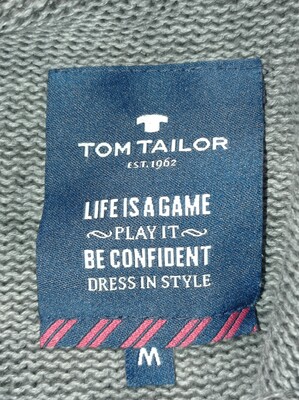 TOM TAILOR
EST. 1962
LIFE IS A GAME
PLAY IT
BE CONFIDENT
DRESS IN STYLE
M